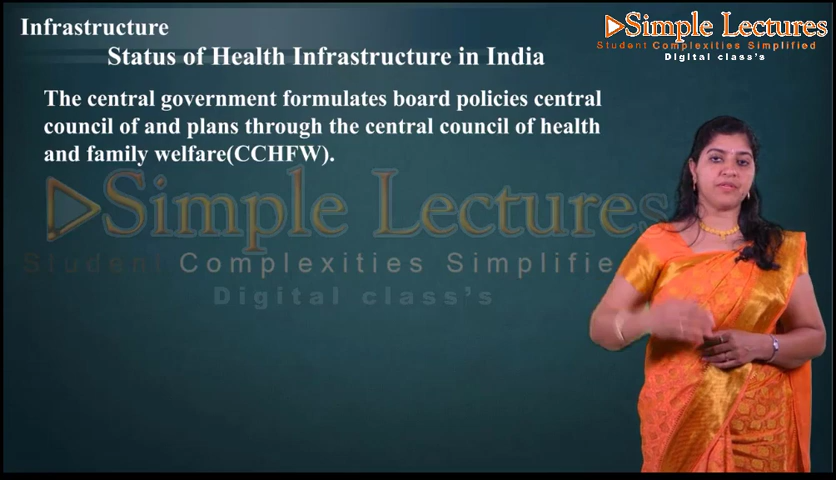 Infrastructure
Simple Lectures
Student Complexities Simplified
Digital class's
Status of Health Infrastructure in India
The central government formulates board policies central
council of and plans through the central council of health
and family welfare(CCHFW).
Simple Lectures
Student Complexities Simplifie
Digital class's